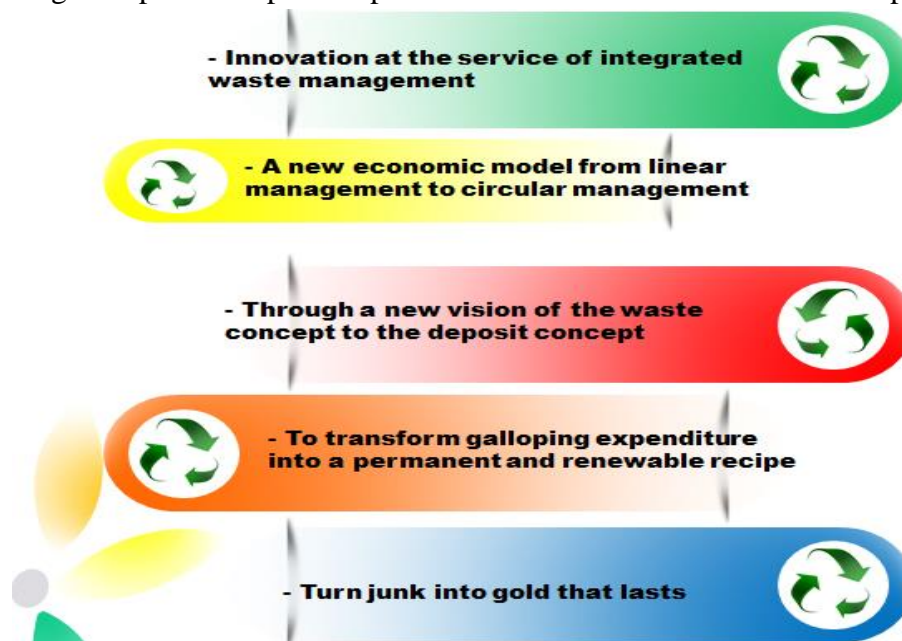 - Innovation at the service of integrated
waste management
- A new economic model from linear
management to circular management
- Through a new vision of the waste
concept to the deposit concept
- To transform galloping expenditure
into a permanent and renewable recipe
- Turn junk into gold that lasts